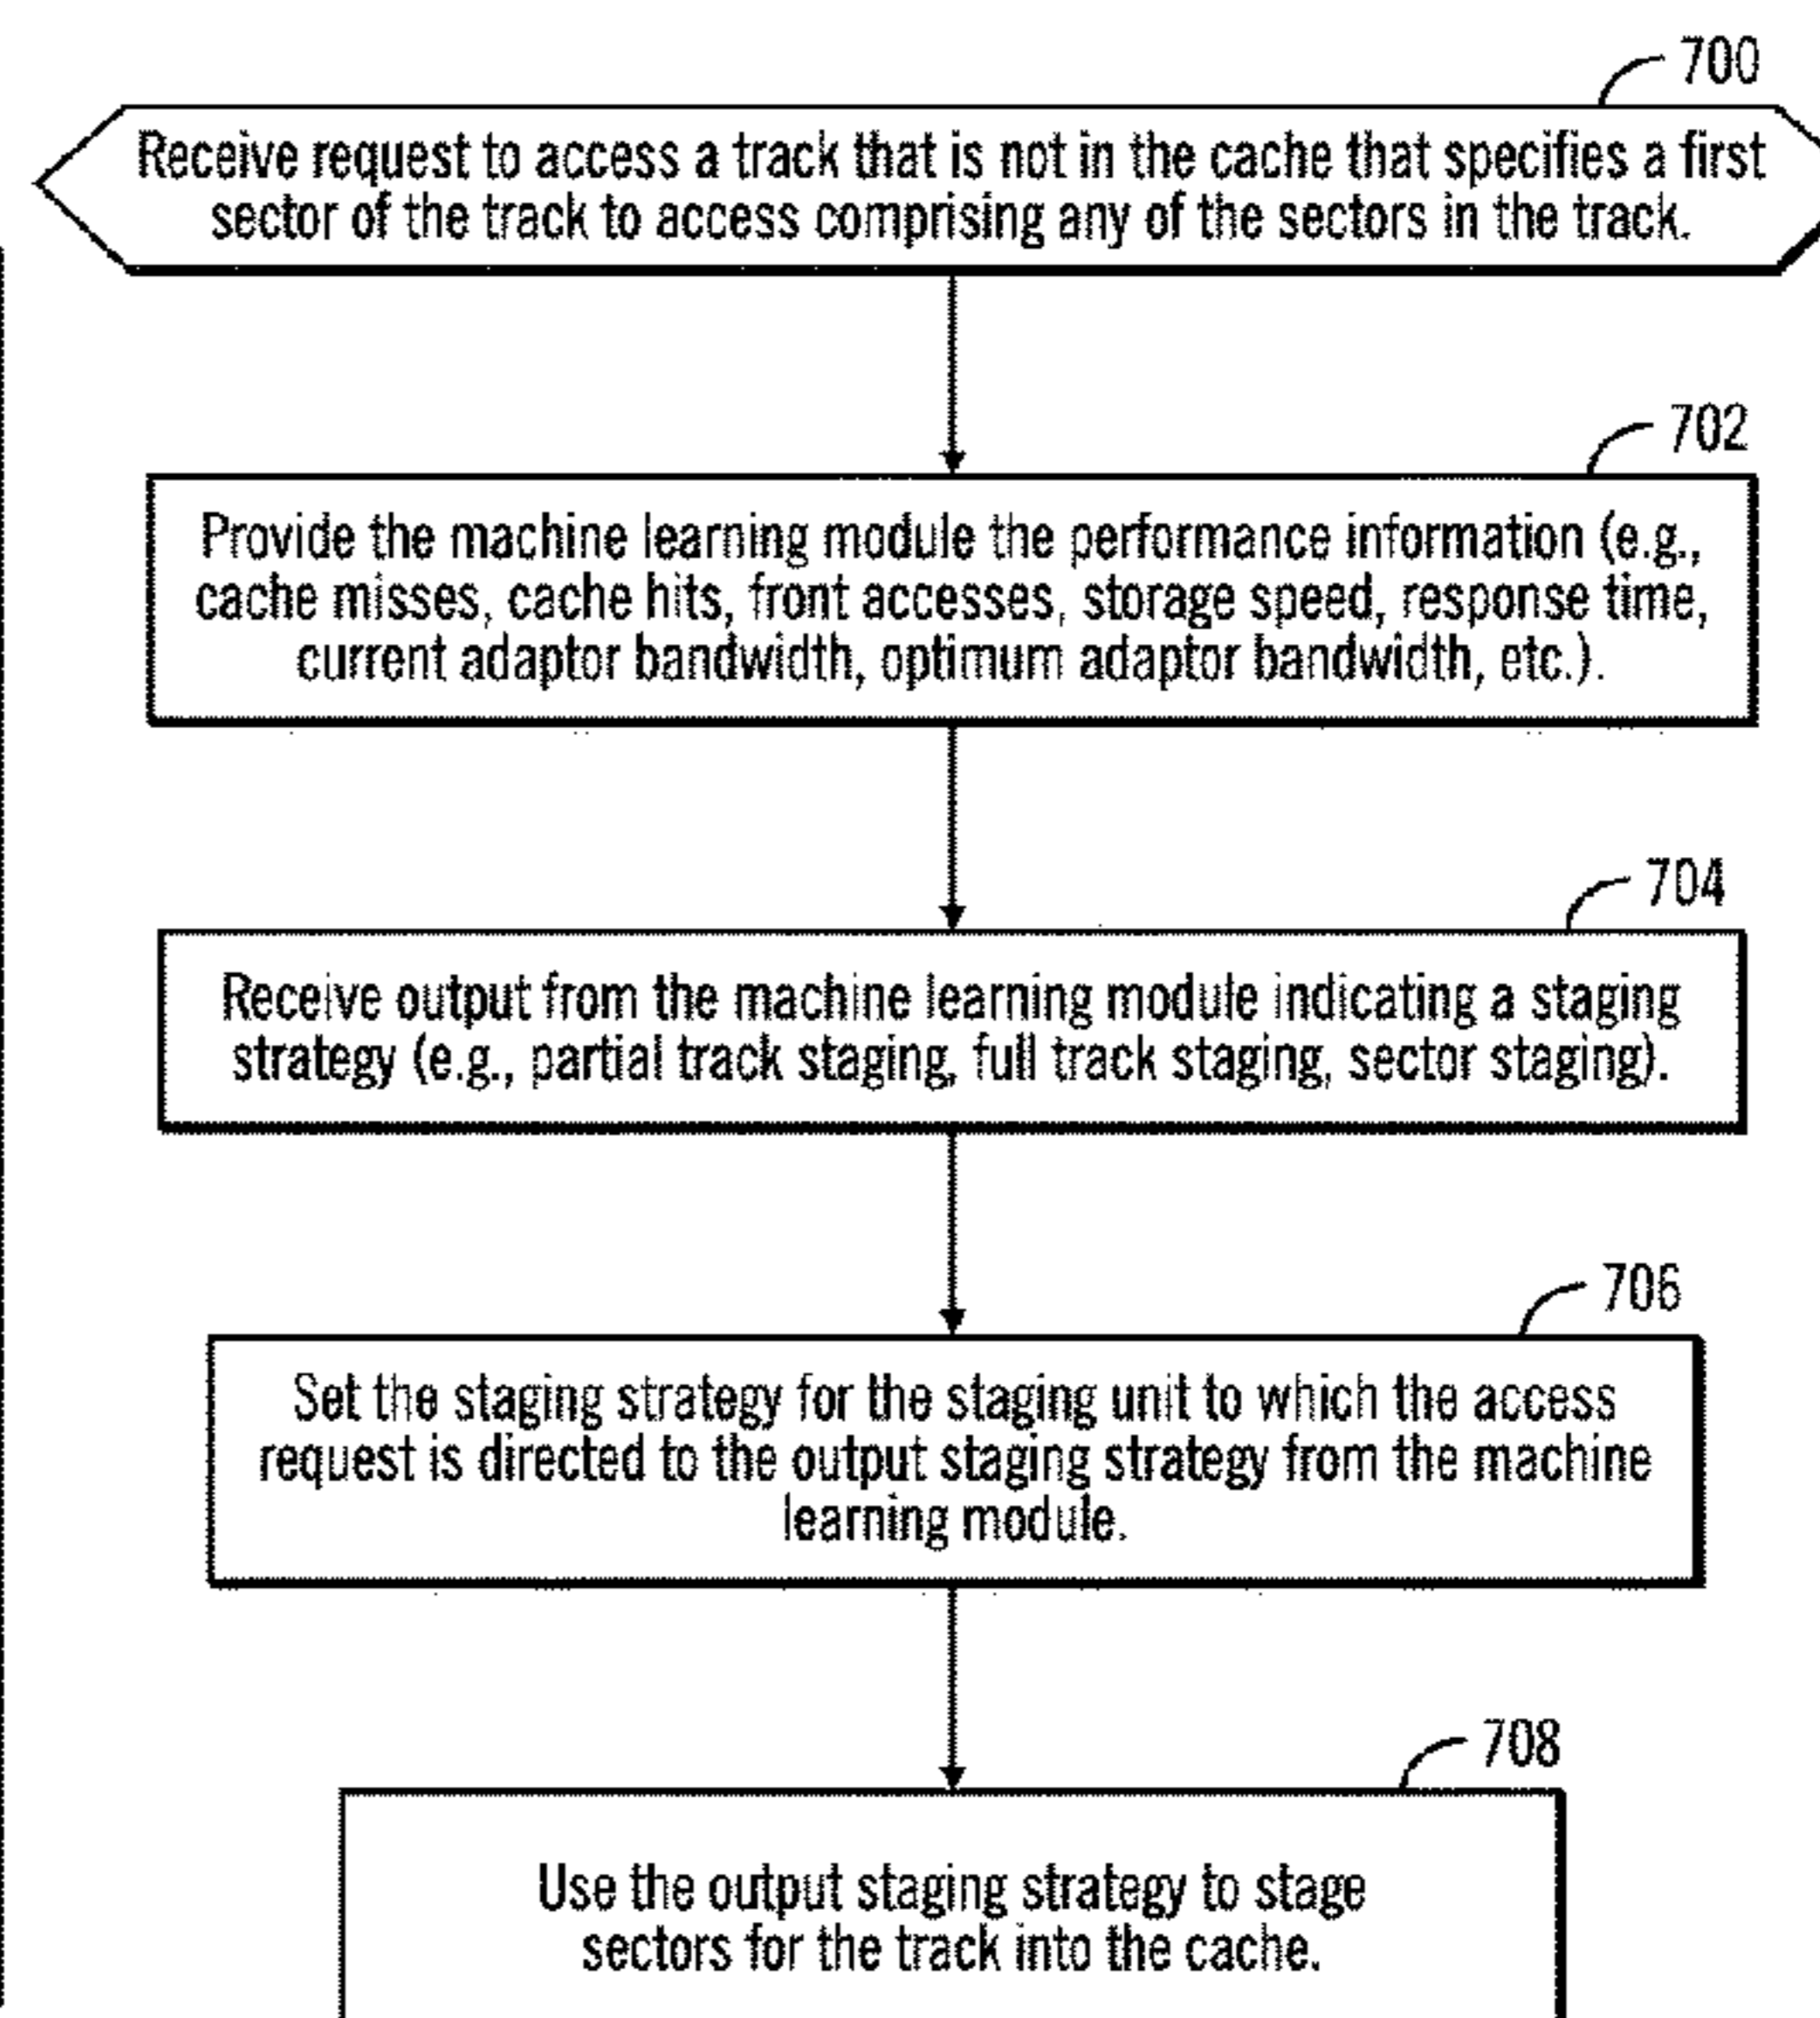 700
Receive request to access a track that is not in the cache that specifies a first
sector of the track to access comprising any of the sectors in the track.
702
Provide the machine learning module the performance information (e.g.,
cache misses, cache hits, front accesses, storage speed, response time,
current adaptor bandwidth, optimum adaptor bandwidth, etc.).
704
Receive output from the machine learning module indicating a staging
strategy (e.g., partial track staging, full track staging, sector staging).
706
Set the staging strategy for the staging unit to which the access
request is directed to the output staging strategy from the machine
learning module.
708
Use the output staging strategy to stage
sectors for the track into the cache.